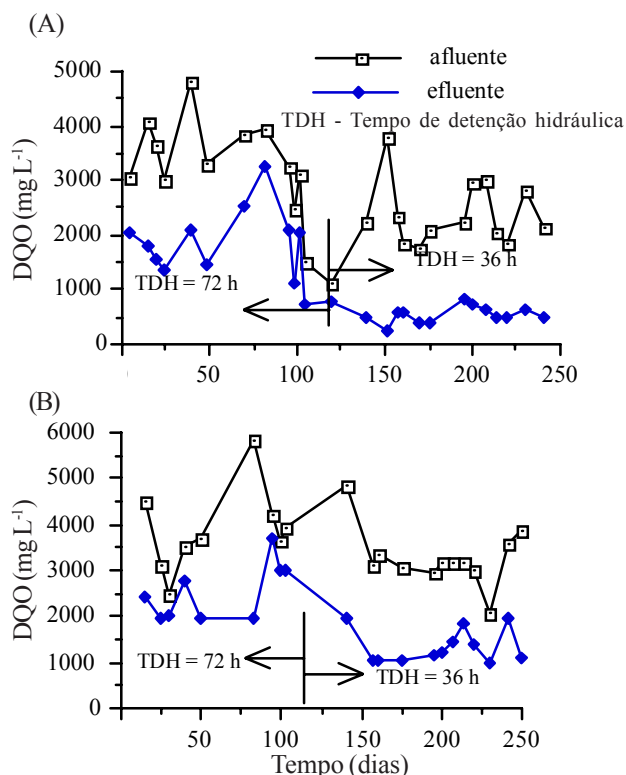 (A)
afluente
efluente
TDH - Tempo de detenção hidráulica
5000
4000
3000
2000
1000
0
DQO (mg L-1)
TDH = 36 h
TDH = 72 h
50
100
150
200
250
(B)
6000
5000
4000
3000
2000
1000
0
DQO (mg L-1)
TDH = 72 h
TDH = 36 h
50
100
150
200
250
Tempo (dias)